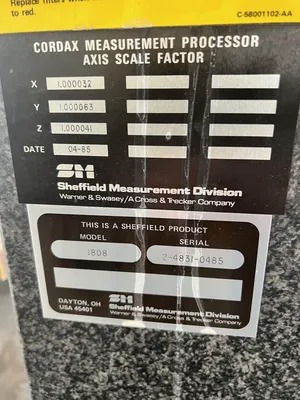 Replace filters when
to red.
C-58001102-AA
CORDAX MEASUREMENT PROCESSOR
AXIS SCALE FACTOR
X 1.000032
Y 1.000063
Z 1.000041
DATE 04-85
SM
Sheffield Measurement Division
Warner & Swasey/A Cross & Trecker Company
THIS IS A SHEFFIELD PRODUCT
MODEL SERIAL
1808 2-4831-0485
DAYTON, OH
USA 45401
SM
Sheffield Measurement Division
Warner & Swasey/A Cross & Trecker Company